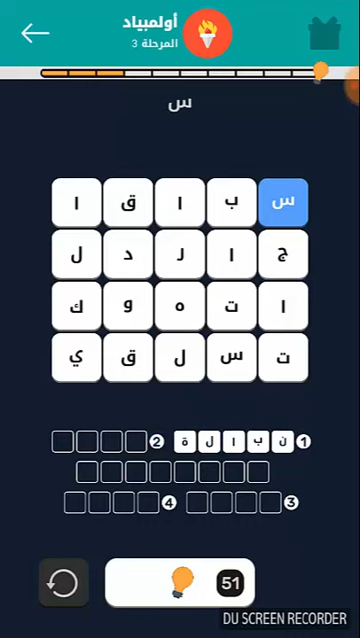 أولمبياد
المرحلة 3
س
س ب ا ق ا
ج ا ر د ل
ا ت ه و ك
ت س ل ق ي
1 ن ب ا ل ة 2
3 4
51
DU SCREEN RECORDER